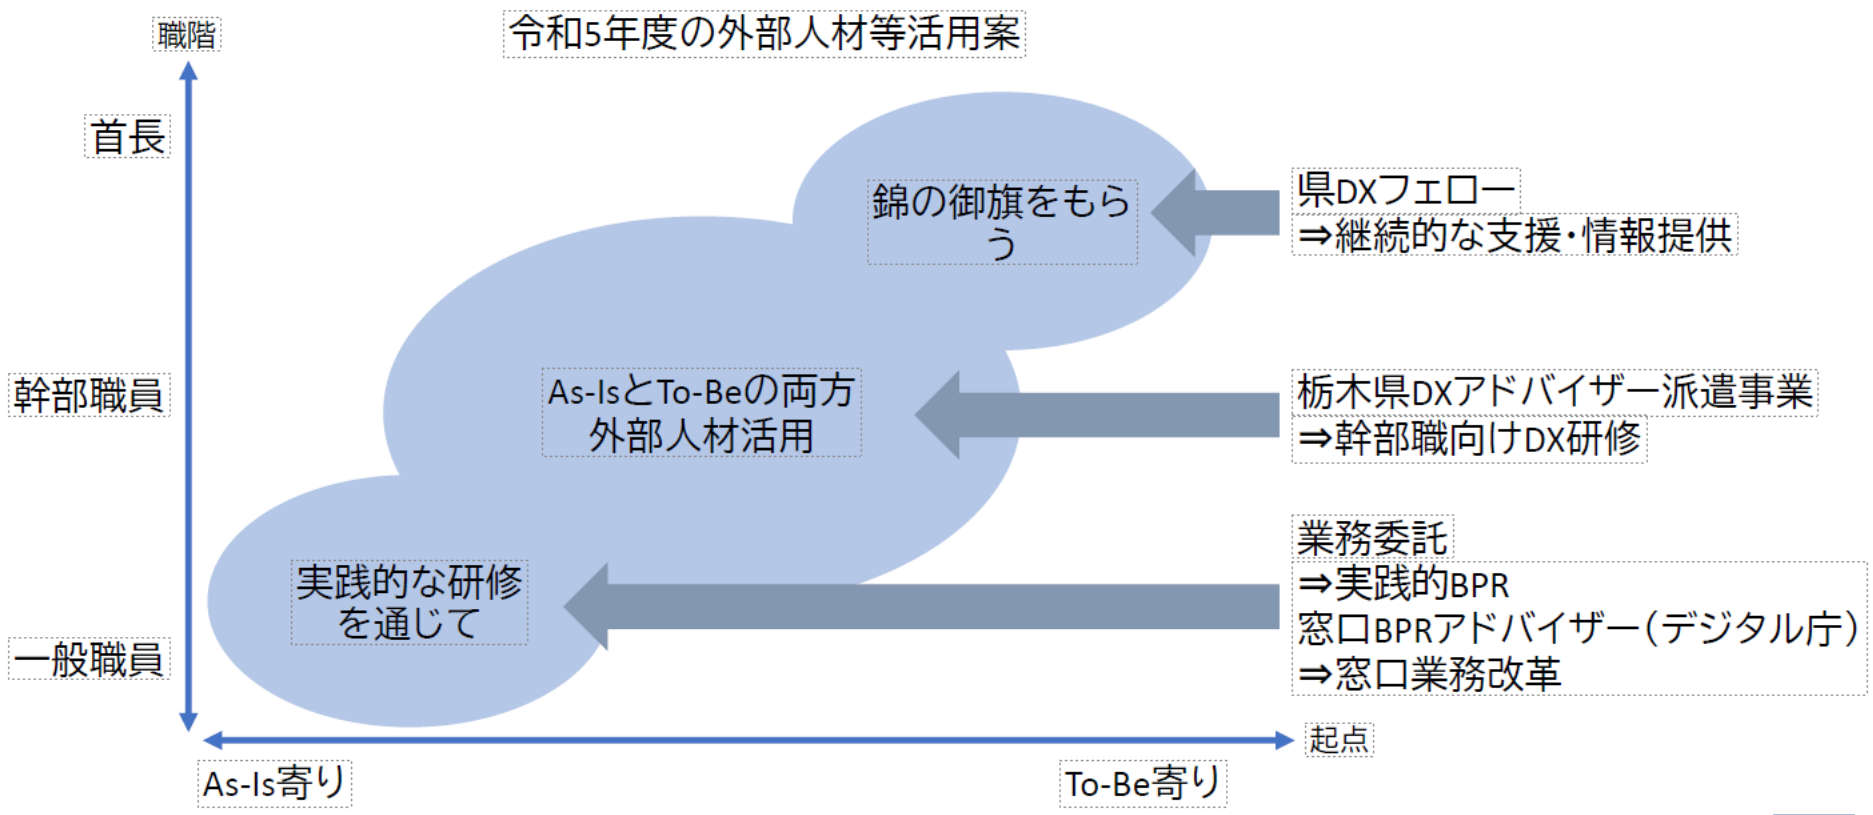 令和5年度の外部人材等活用案
職階
首長
幹部職員
一般職員
錦の御旗をもら
う
As-IsとTo-Beの両方
外部人材活用
実践的な研修
を通じて
県DXフェロー
⇒継続的な支援・情報提供
栃木県DXアドバイザー派遣事業
⇒幹部職向けDX研修
業務委託
⇒実践的BPR
窓口BPRアドバイザー（デジタル庁）
⇒窓口業務改革
起点
As-Is寄り
To-Be寄り